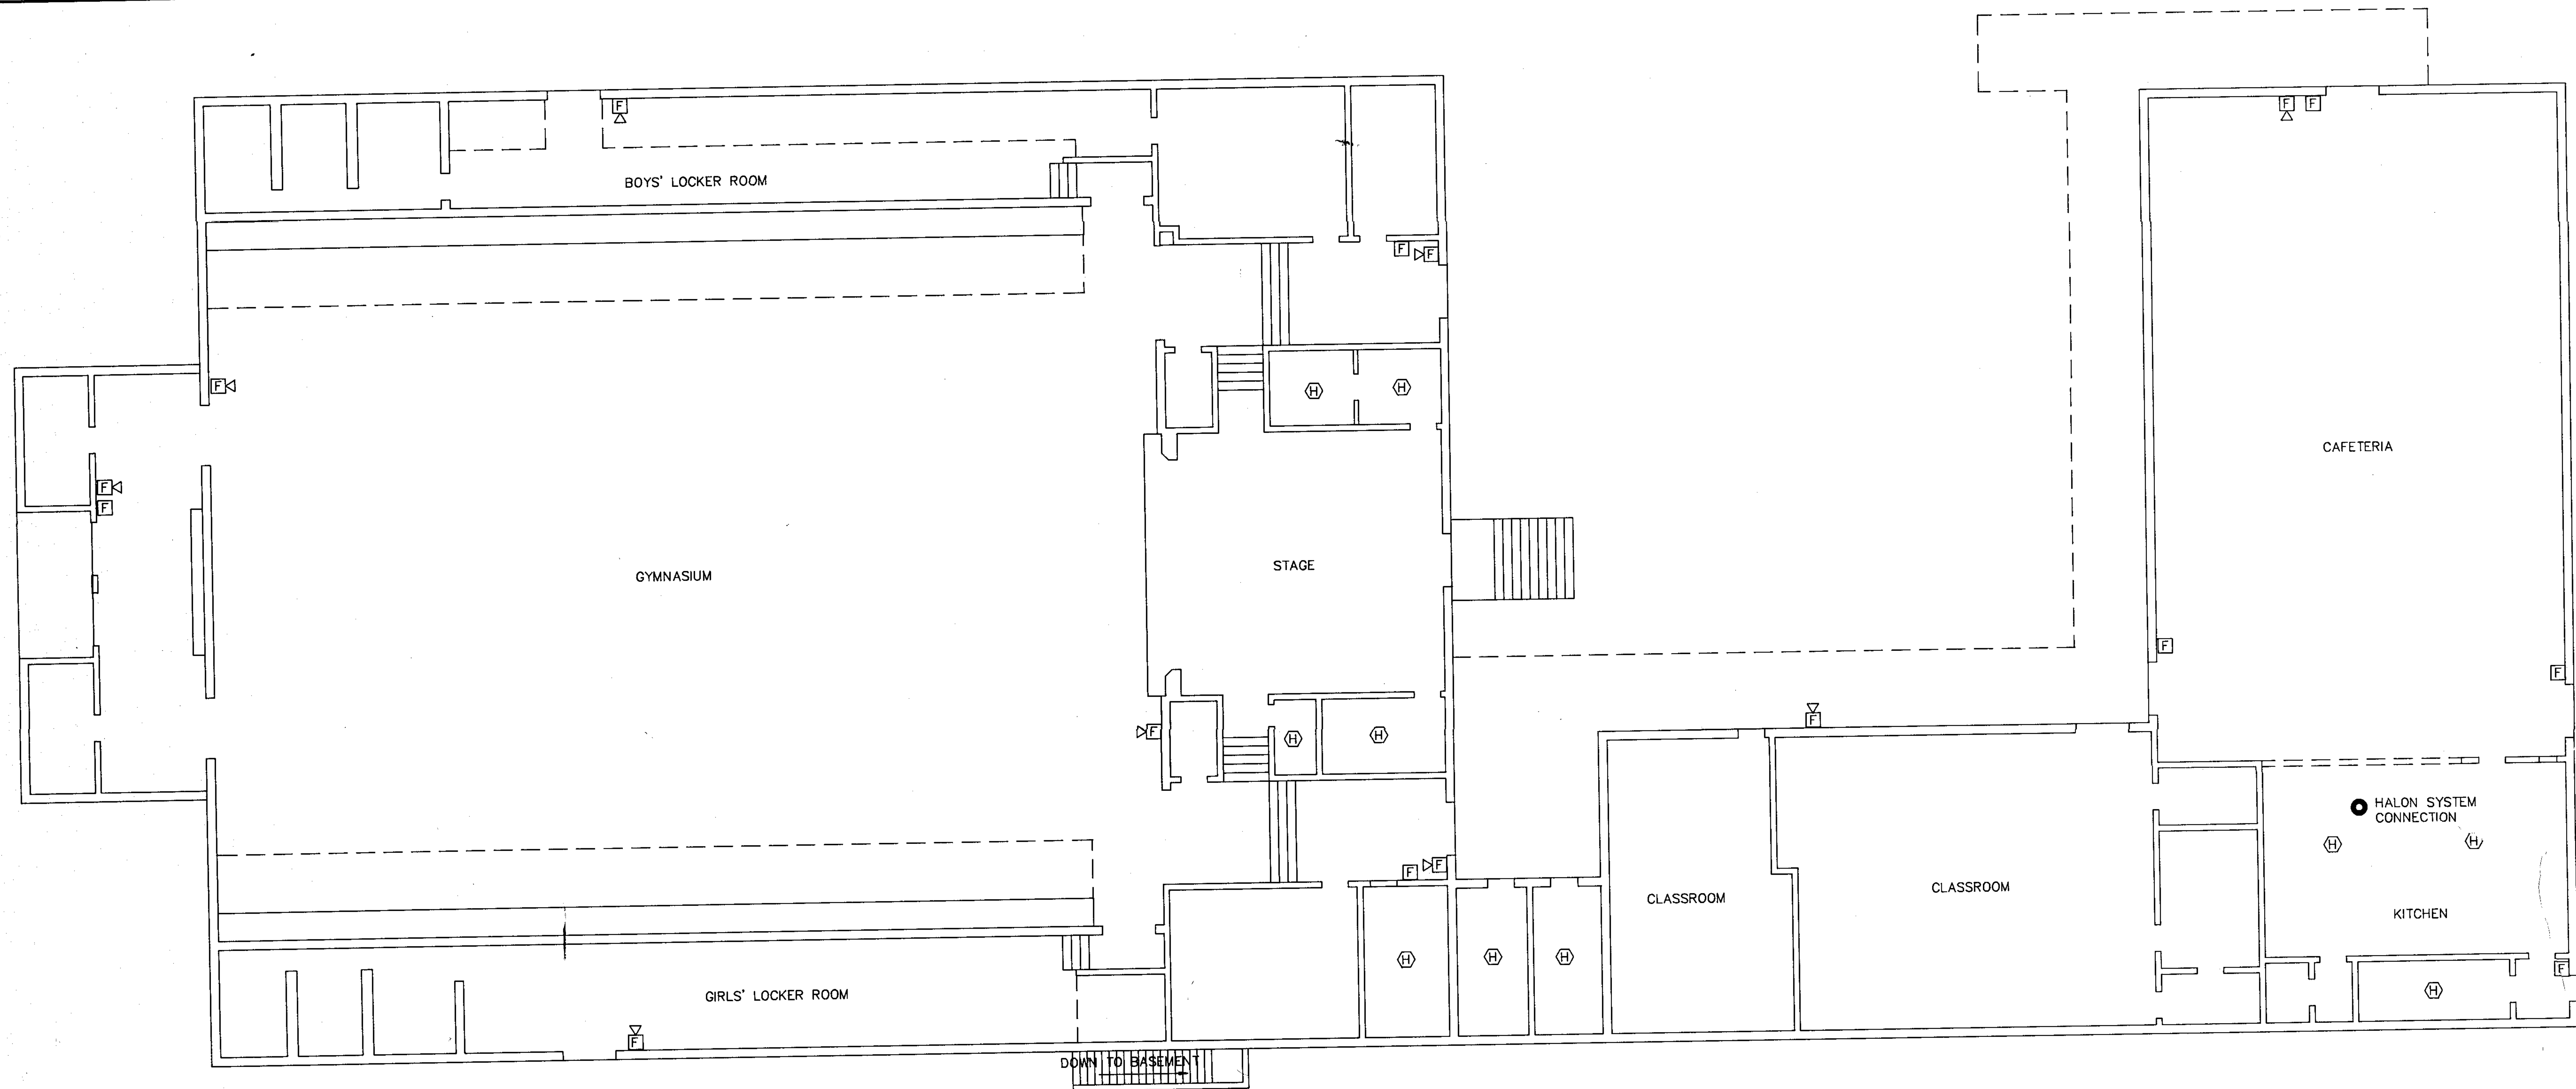 F
F F
BOYS' LOCKER ROOM
F F
F
H H
CAFETERIA
F
F
STAGE
GYMNASIUM
F
F
F
F
H H
HALON SYSTEM
CONNECTION
H H
F F
CLASSROOM
CLASSROOM
KITCHEN
H H H
F
H
GIRLS' LOCKER ROOM
F
DOWN TO BASEMENT